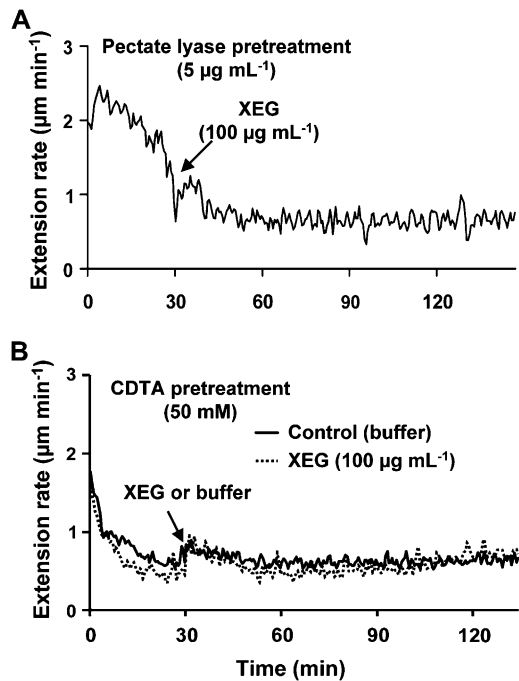 A
Pectate lyase pretreatment
(5 µg mL-1)
XEG
(100 µg mL-1)
Extension rate (µm min-1)
3
2
1
0
0 30 60 90 120
B
CDTA pretreatment
(50 mM)
Control (buffer)
XEG (100 µg mL-1)
XEG or buffer
Extension rate (µm min-1)
3
2
1
0
0 30 60 90 120
Time (min)